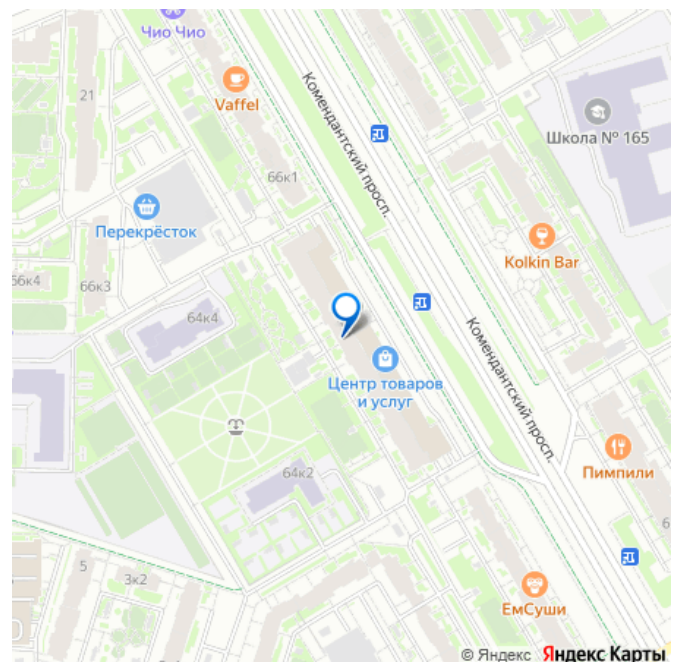 Чио Чио
Vaffel
21
Комендантский просп.
Школа № 165
66к1
Перекрёсток
Kolkin Bar
66к3
64к4
Комендантский просп.
Центр товаров
и услуг
64к2
Пимпили
5
3к2
ЕмСуши
© Яндекс Яндекс Карты